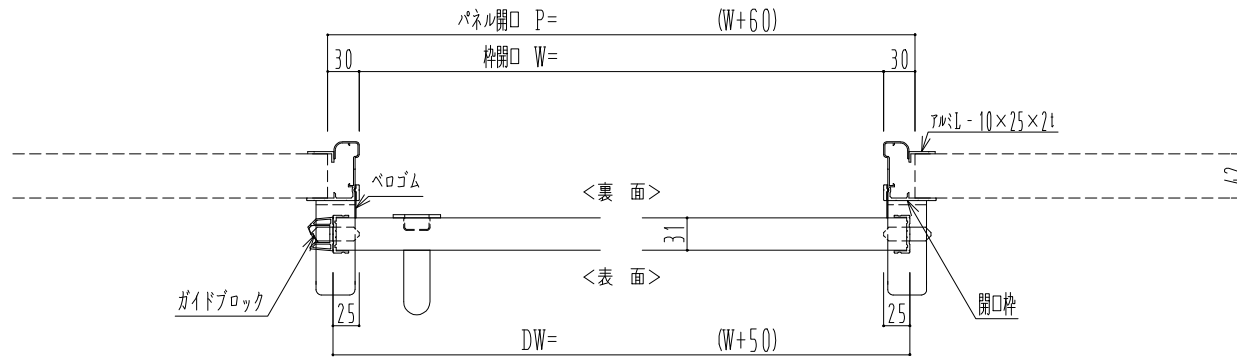 パネル開口 P= (W+60)
30 枠開口 W= 30
アルミL - 10×25×2t
ベロゴム
<裏 面>
42
31
<表 面>
ガイドブロック
開口枠
25 25
DW= (W+50)